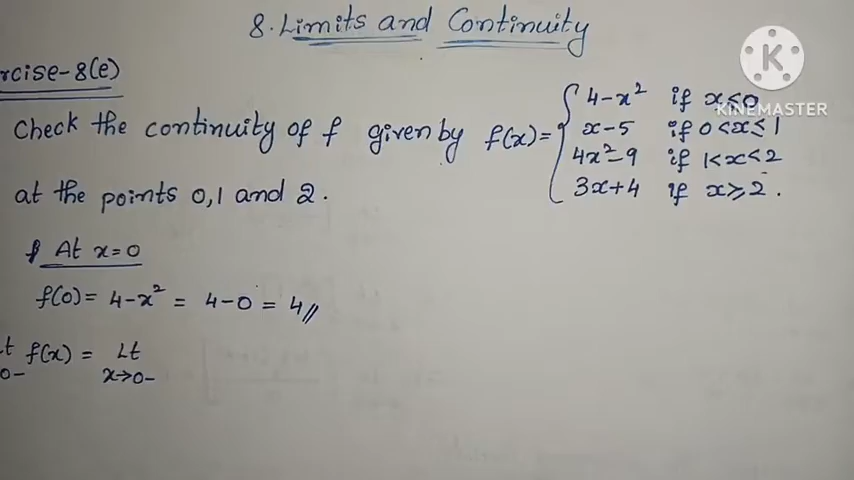 8. Limits and Continuity
rcise-8(e)
Check the continuity of f given by f(x)= { 4-x² if x≤0
x-5 if 0<x≤1
4x²-9 if 1<x<2
3x+4 if x≥2.
at the points 0,1 and 2.
At x=0
f(0)= 4-x² = 4-0 = 4//
t f(x) = Lt
0- x→0-
K
KINEMASTER